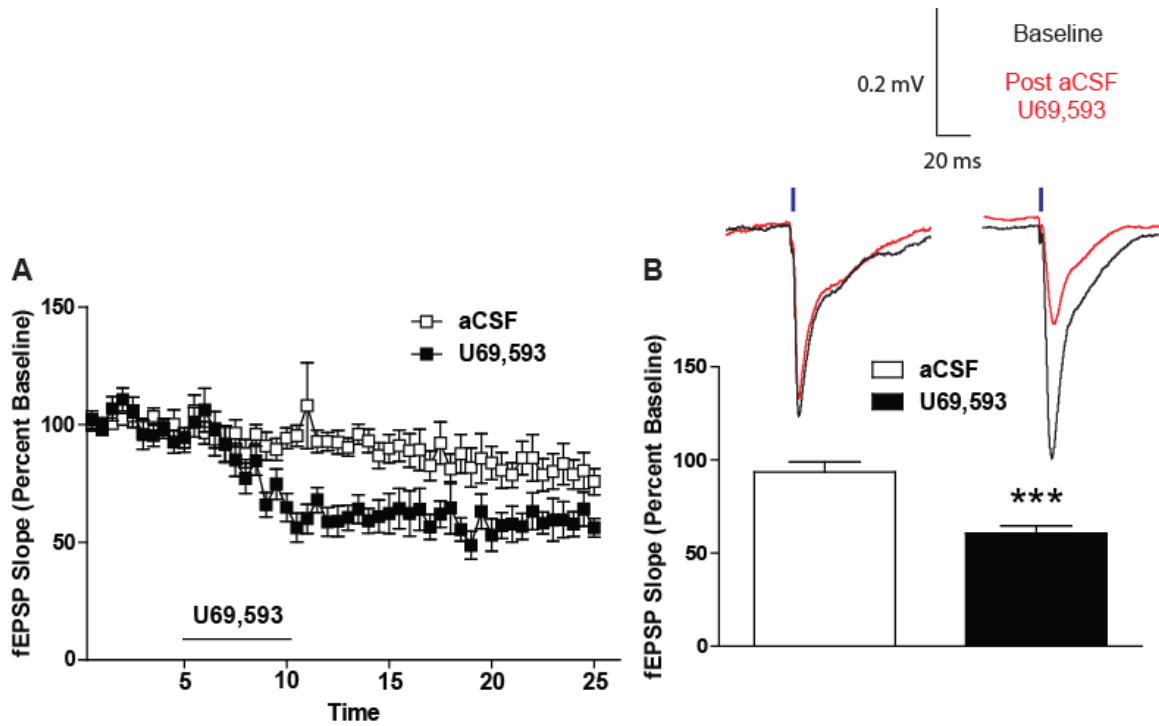 Baseline
Post aCSF
U69,593
0.2 mV
20 ms
A
fEPSP Slope (Percent Baseline)
150
100
50
0
aCSF
U69,593
U69,593
5
10
15
20
25
Time
B
fEPSP Slope (Percent Baseline)
150
100
50
0
aCSF
U69,593
***